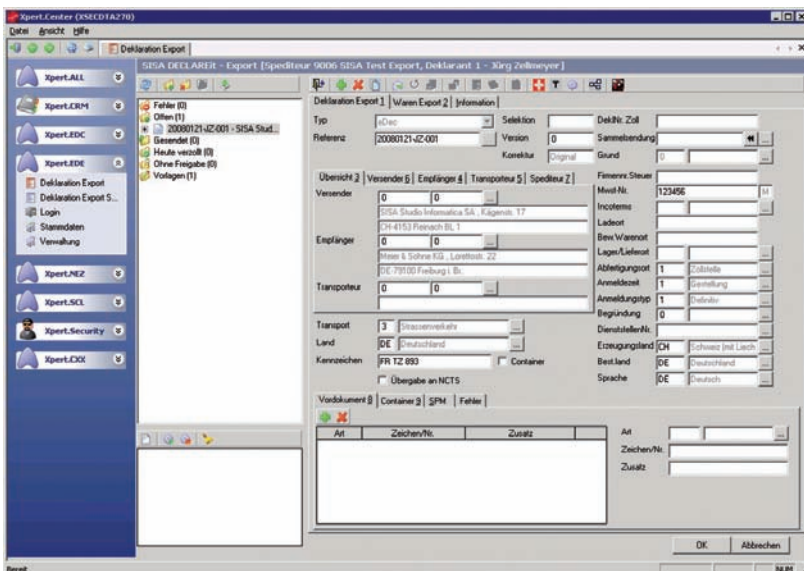 Xpert.Center (XSECDTA270)
Datei Ansicht Hilfe
Deklaration Export
SISA DECLAREit - Export [Spediteur 9006 SISA Test Export, Deklarant 1 - Jürg Zellmeyer]
Xpert.ALL
Xpert.CRM
Xpert.EDC
Xpert.EDE
Deklaration Export
Deklaration Export S...
Login
Stammdaten
Verwaltung
Xpert.NEZ
Xpert.SCL
Xpert.Security
Xpert.CXX
Fehler (0)
Offen (1)
20080121-JZ-001 - SISA Stud...
Gesendet (0)
Heute verzollt (0)
Ohne Freigabe (0)
Vorlagen (1)
Deklaration Export 1 Waren Export 2 Information
Typ eDec Selektion DeklNr. Zoll
Referenz 20080121-JZ-001 ... Version 0 Sammelsendung ...
Korrektur Original Grund 0 ...
Übersicht 3 Versender 6 Empfänger 4 Transporteur 5 Spediteur 7
Versender 0 0 ...
SISA Studio Informatica SA , Kägenstr. 17
CH-4153 Reinach BL 1
Empfänger 0 0 ...
Meier & Söhne KG , Lorettostr. 22
DE-79100 Freiburg i. Br.
Transporteur 0 0 ...
Transport 3 Strassenverkehr ...
Land DE Deutschland ...
Kennzeichen FR TZ 893 Container
Übergabe an NCTS
Firmennr. Steuer
Mwst-Nr. 123456 M
Incoterms ...
Ladeort
Bew.Warenort
Lager/Lieferort ...
Abfertigungsort 1 Zollstelle ...
Anmeldezeit 1 Gestellung ...
Anmeldungstyp 1 Definitiv ...
Begründung 0 ...
DienststellenNr.
Erzeugungsland CH Schweiz (mit Liech ...
Best.land DE Deutschland ...
Sprache DE Deutsch ...
Vordokument 8 Container 9 SPM Fehler
Art Zeichen/Nr. Zusatz
Art ...
Zeichen/Nr.
Zusatz
OK Abbrechen
Bereit NUM